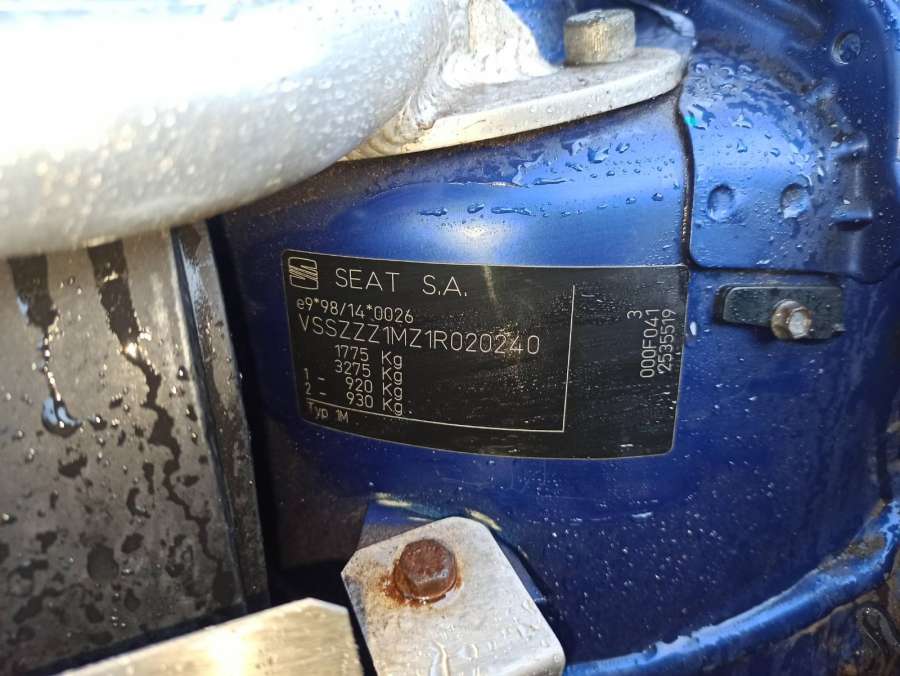 SEAT S.A.
e9*98/14*0026
VSSZZZ1MZ1R020240
1775 Kg
3275 Kg
1 - 920 Kg
2 - 930 Kg
Typ 1M
3
000F041
2535519